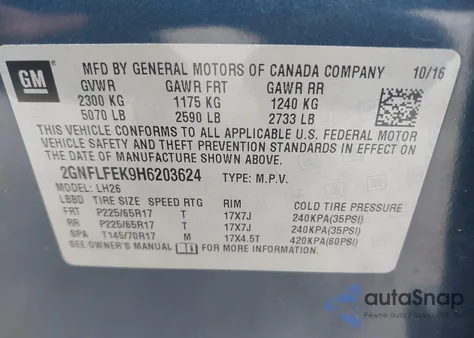 GM
MFD BY GENERAL MOTORS OF CANADA COMPANY 10/16
GVWR GAWR FRT GAWR RR
2300 KG 1175 KG 1240 KG
5070 LB 2590 LB 2733 LB
THIS VEHICLE CONFORMS TO ALL APPLICABLE U.S. FEDERAL MOTOR
VEHICLE SAFETY AND THEFT PREVENTION STANDARDS IN EFFECT
ON THE DATE OF MANUFACTURE SHOWN ABOVE.
2GNFLFEK9H6203624 TYPE: M.P.V.
MODEL: LH26
LBBD TIRE SIZE SPEED RTG RIM COLD TIRE PRESSURE
FRT P225/65R17 T 17X7J 240KPA(35PSI)
RR P225/65R17 T 17X7J 240KPA(35PSI)
SPA T145/70R17 M 17X4.5T 420KPA(60PSI)
SEE OWNER'S MANUAL FOR MORE INFORMATION.
autoSnap
Pewne auto z